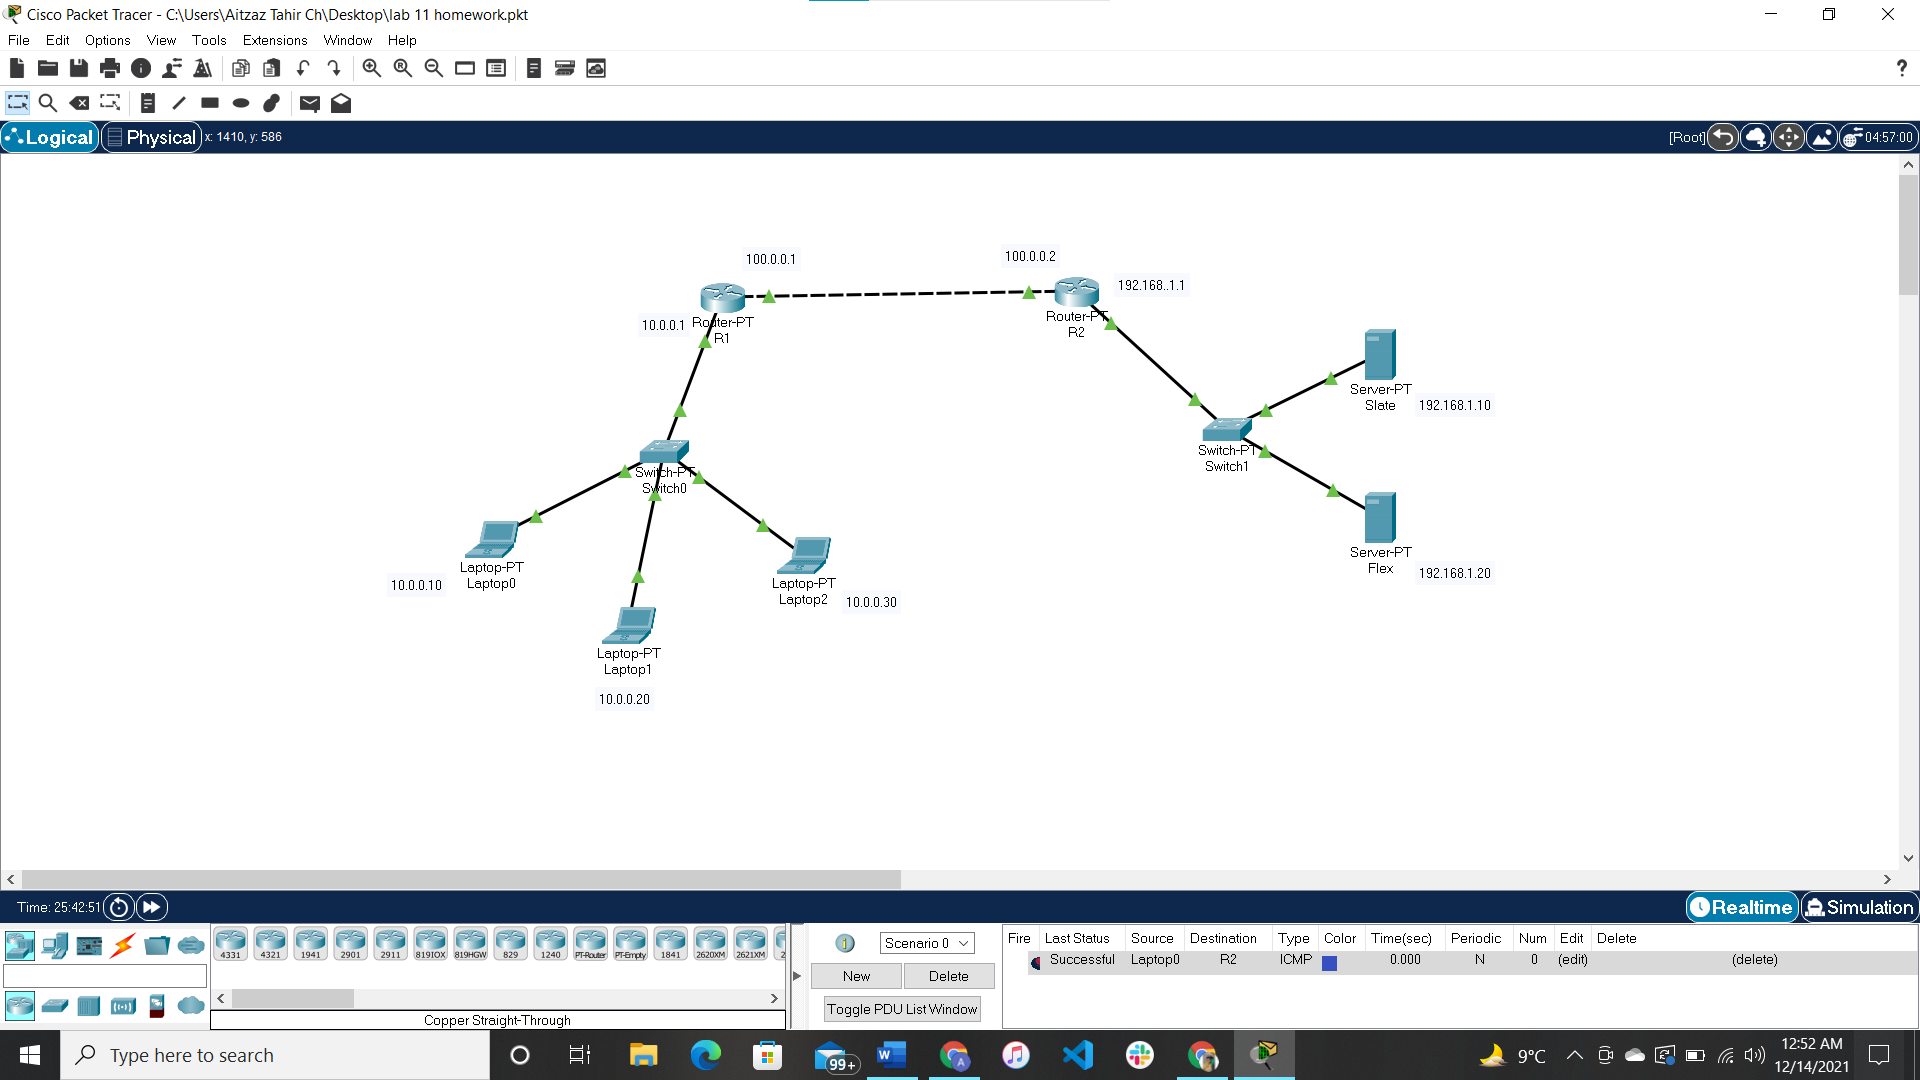 Cisco Packet Tracer - C:\Users\Aitzaz Tahir Ch\Desktop\lab 11 homework.pkt
File Edit Options View Tools Extensions Window Help
?
Logical Physical x: 1410, y: 586 [Root] 04:57:00
100.0.0.1
100.0.0.2
192.168..1.1
10.0.0.1
Router-PT
R1
Router-PT
R2
Server-PT
Slate
192.168.1.10
Switch-PT
Switch0
Switch-PT
Switch1
Server-PT
Flex
192.168.1.20
Laptop-PT
Laptop0
10.0.0.10
Laptop-PT
Laptop2
10.0.0.30
Laptop-PT
Laptop1
10.0.0.20
Time: 25:42:51 Realtime Simulation
4331 4321 1941 2901 2911 819IOX 819HGW 829 1240 PT-Router PT-Empty 1841 2620XM 2621XM 2
Copper Straight-Through
1 Scenario 0
New Delete
Toggle PDU List Window
Fire Last Status Source Destination Type Color Time(sec) Periodic Num Edit Delete
Successful Laptop0 R2 ICMP 0.000 N 0 (edit) (delete)
Type here to search
99+
9°C
12:52 AM
12/14/2021